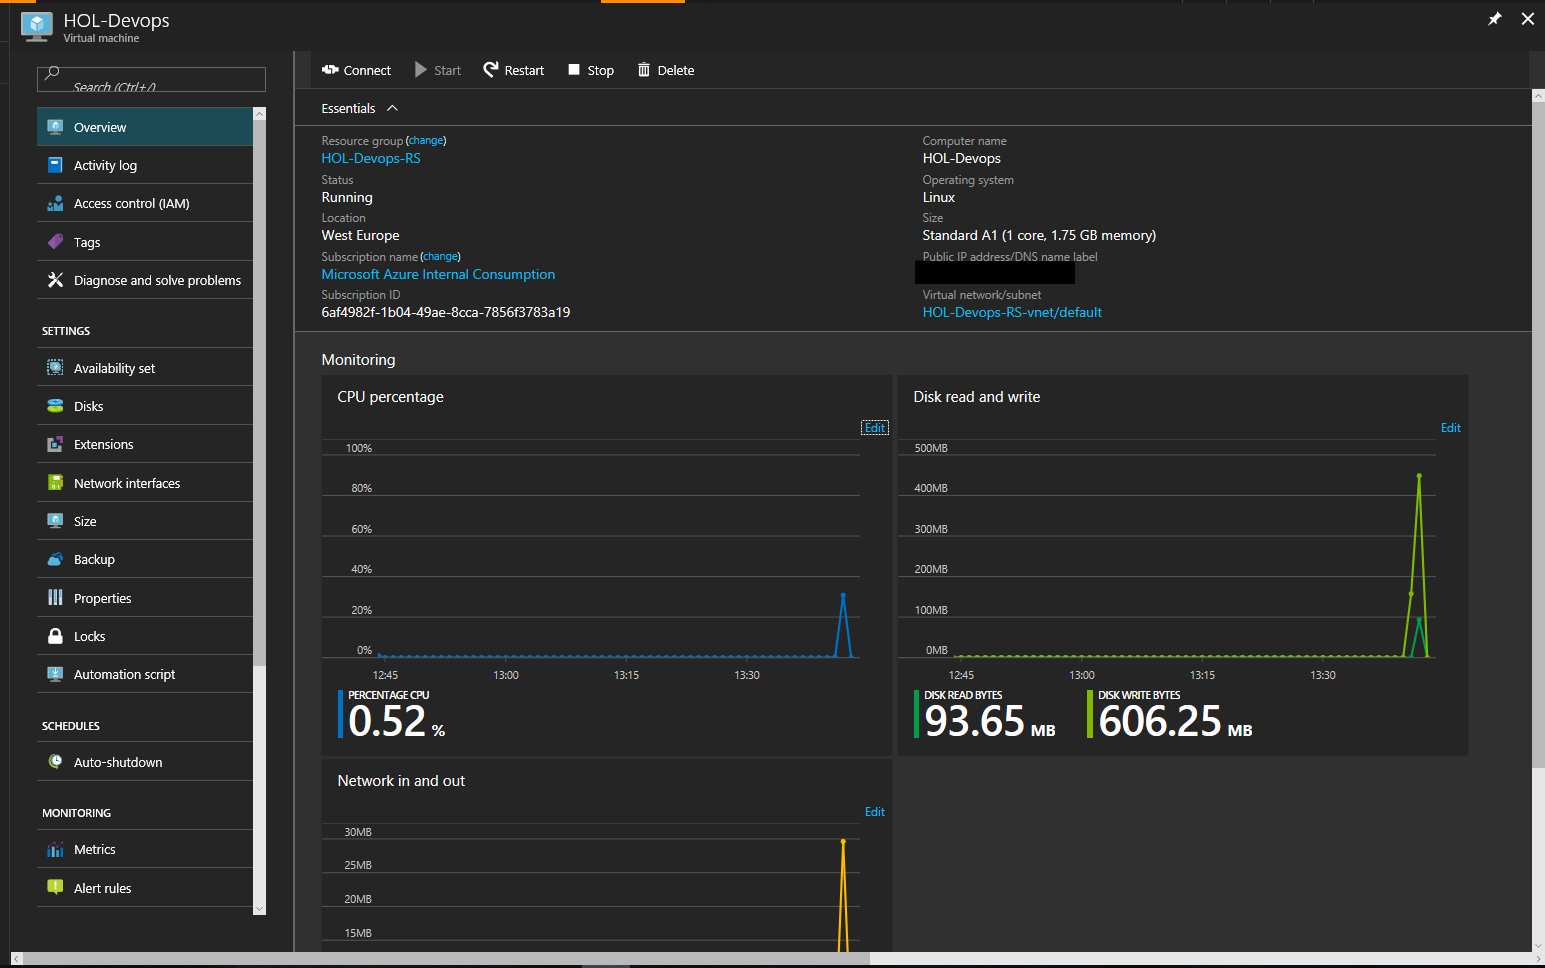 HOL-Devops
Virtual machine
Search (Ctrl+/)
Overview
Activity log
Access control (IAM)
Tags
Diagnose and solve problems
SETTINGS
Availability set
Disks
Extensions
Network interfaces
Size
Backup
Properties
Locks
Automation script
SCHEDULES
Auto-shutdown
MONITORING
Metrics
Alert rules
Connect Start Restart Stop Delete
Essentials
Resource group (change)
HOL-Devops-RS
Status
Running
Location
West Europe
Subscription name (change)
Microsoft Azure Internal Consumption
Subscription ID
6af4982f-1b04-49ae-8cca-7856f3783a19
Computer name
HOL-Devops
Operating system
Linux
Size
Standard A1 (1 core, 1.75 GB memory)
Public IP address/DNS name label
Virtual network/subnet
HOL-Devops-RS-vnet/default
Monitoring
CPU percentage
Edit
100%
80%
60%
40%
20%
0%
12:45 13:00 13:15 13:30
PERCENTAGE CPU
0.52 %
Disk read and write
Edit
500MB
400MB
300MB
200MB
100MB
0MB
12:45 13:00 13:15 13:30
DISK READ BYTES DISK WRITE BYTES
93.65 MB 606.25 MB
Network in and out
Edit
30MB
25MB
20MB
15MB